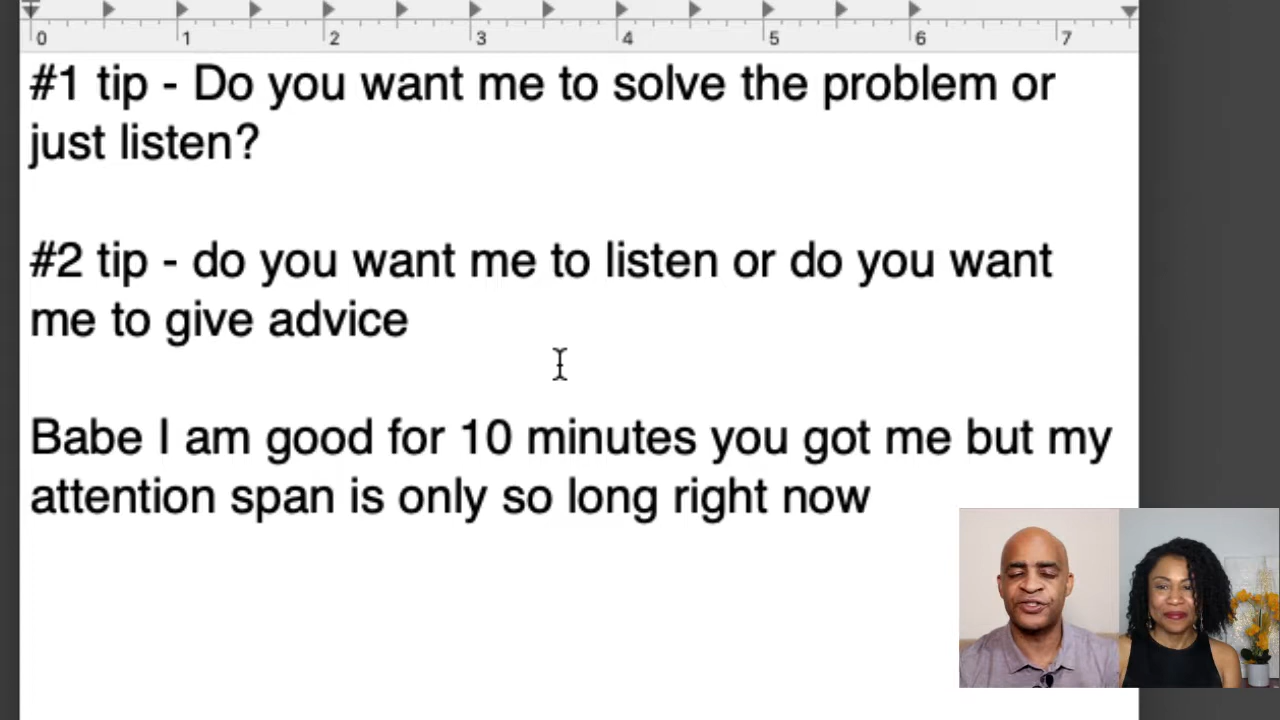 0 1 2 3 4 5 6 7
#1 tip - Do you want me to solve the problem or
just listen?
#2 tip - do you want me to listen or do you want
me to give advice
Babe I am good for 10 minutes you got me but my
attention span is only so long right now